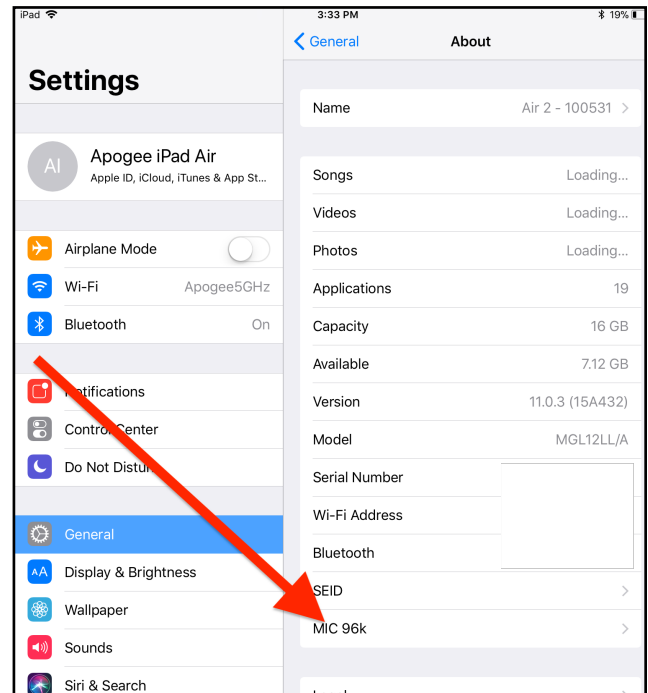 iPad 3:33 PM 19%
Settings
General About
AI Apogee iPad Air
Apple ID, iCloud, iTunes & App St...
Airplane Mode
Wi-Fi Apogee5GHz
Bluetooth On
Notifications
Control Center
Do Not Distu
General
AA Display & Brightness
Wallpaper
Sounds
Siri & Search
Name Air 2 - 100531
Songs Loading...
Videos Loading...
Photos Loading...
Applications 19
Capacity 16 GB
Available 7.12 GB
Version 11.0.3 (15A432)
Model MGL12LL/A
Serial Number
Wi-Fi Address
Bluetooth
SEID
MIC 96k